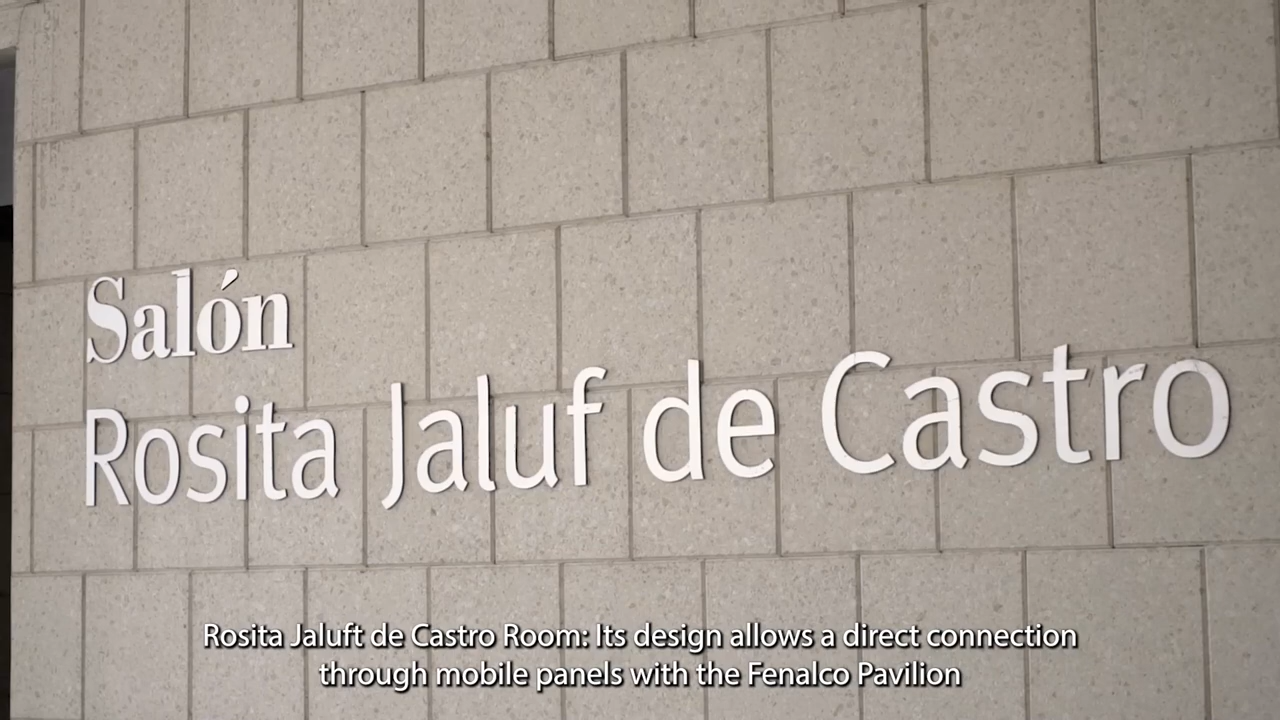 Salón
Rosita Jaluf de Castro
Rosita Jaluft de Castro Room: Its design allows a direct connection
through mobile panels with the Fenalco Pavilion